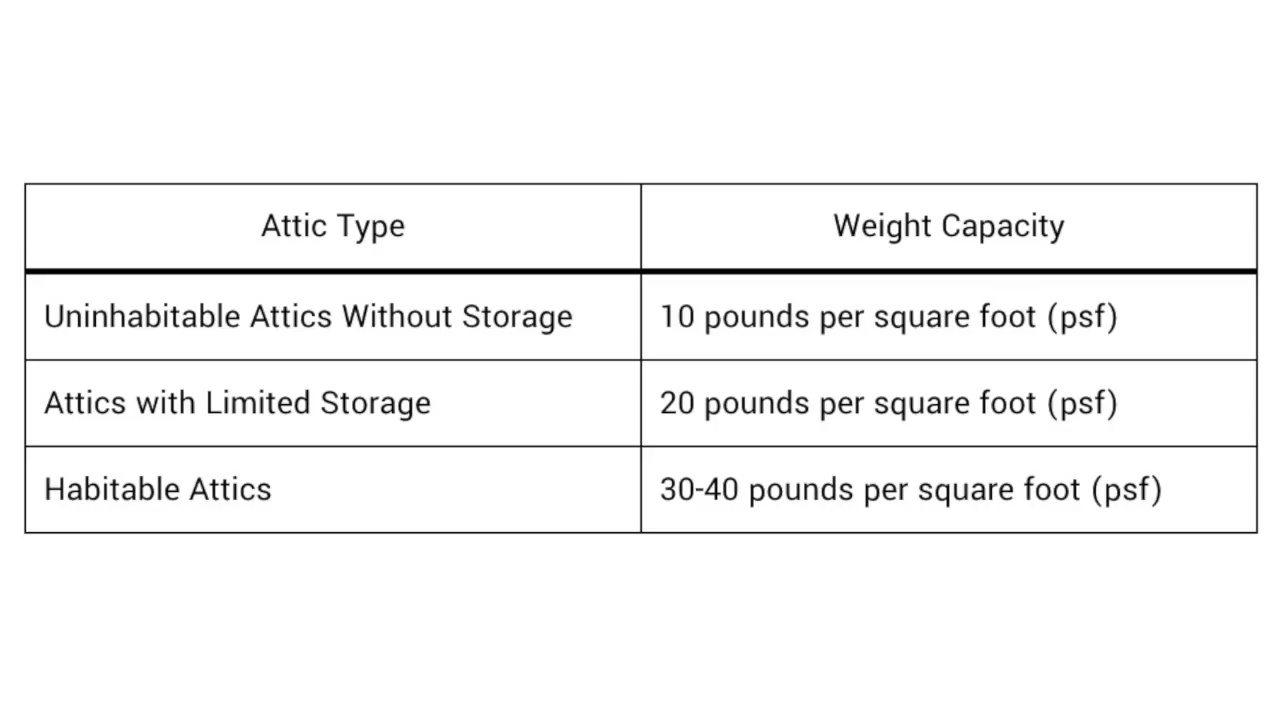 Attic Type Weight Capacity
Uninhabitable Attics Without Storage 10 pounds per square foot (psf)
Attics with Limited Storage 20 pounds per square foot (psf)
Habitable Attics 30-40 pounds per square foot (psf)